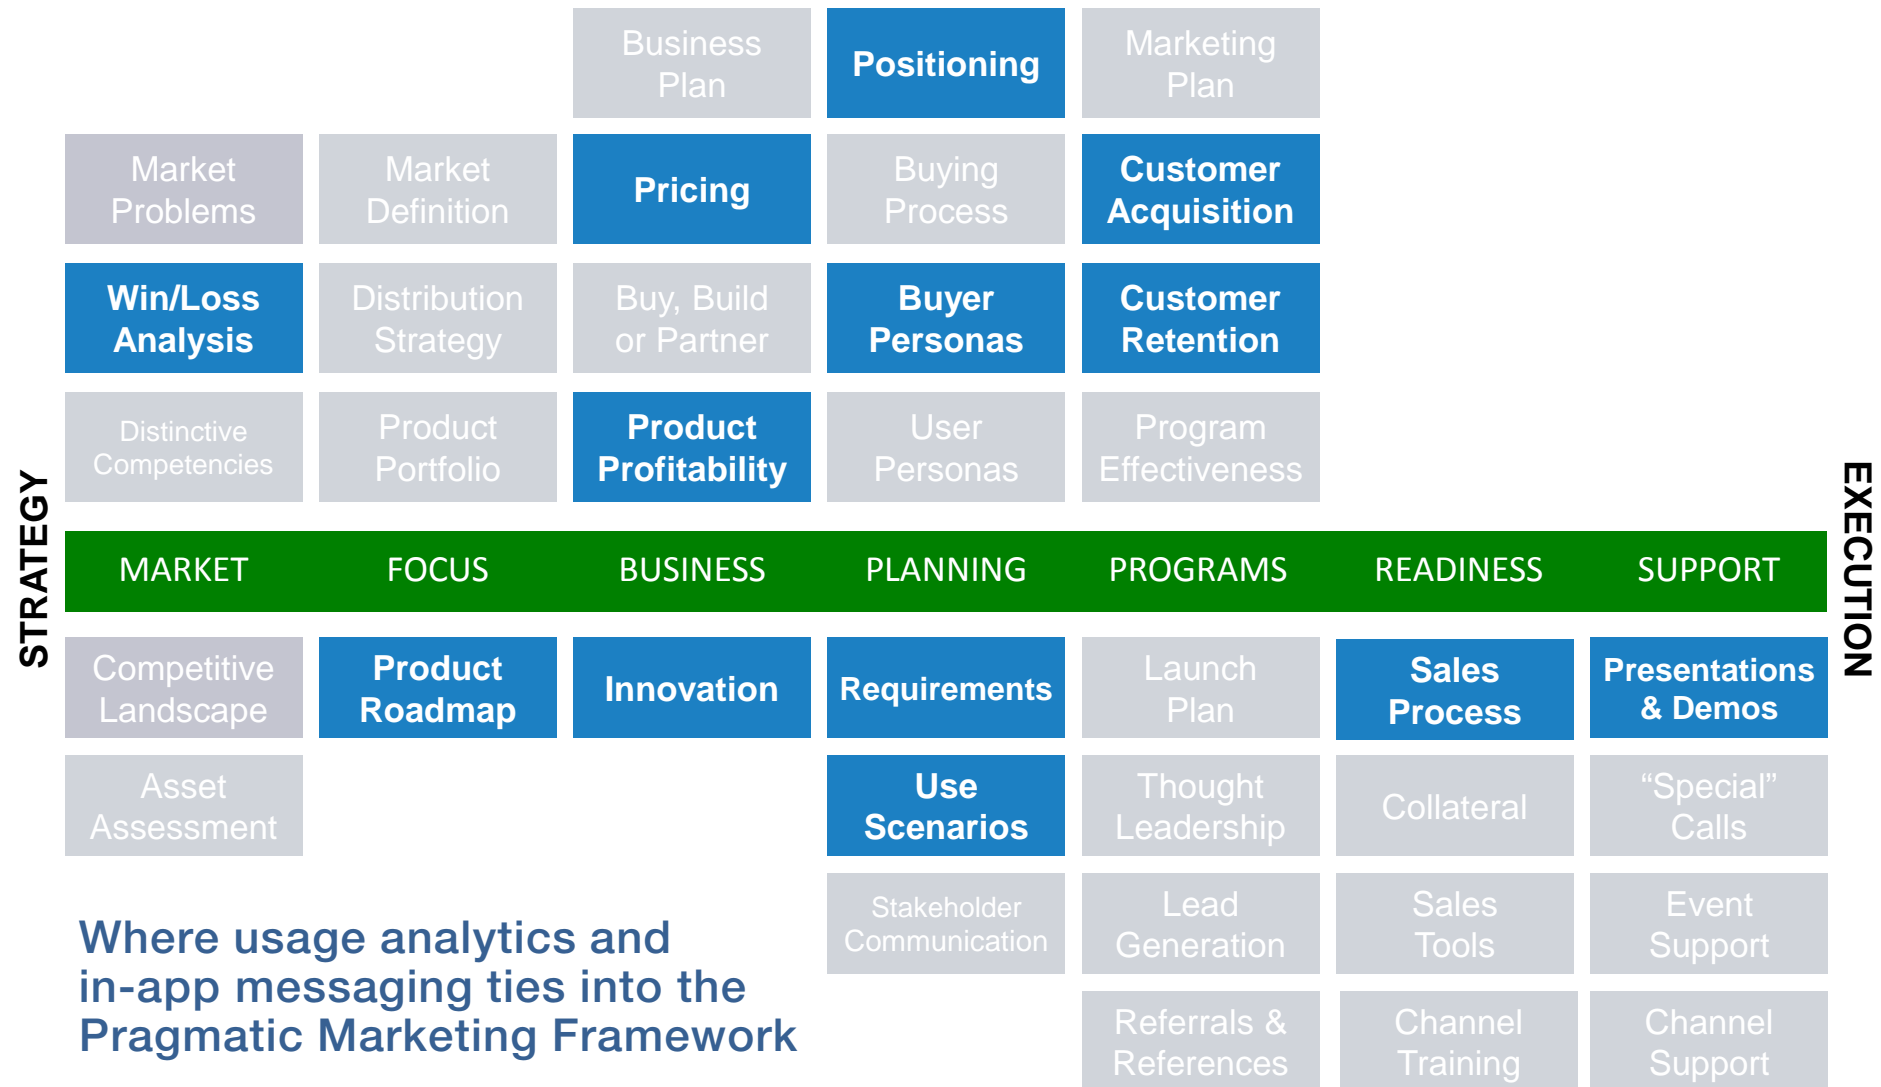 Business
Plan
Positioning
Marketing
Plan
Market
Problems
Market
Definition
Pricing
Buying
Process
Customer
Acquisition
Win/Loss
Analysis
Distribution
Strategy
Buy, Build
or Partner
Buyer
Personas
Customer
Retention
Distinctive
Competencies
Product
Portfolio
Product
Profitability
User
Personas
Program
Effectiveness
STRATEGY
MARKET
FOCUS
BUSINESS
PLANNING
PROGRAMS
READINESS
SUPPORT
EXECUTION
Competitive
Landscape
Product
Roadmap
Innovation
Requirements
Launch
Plan
Sales
Process
Presentations
& Demos
Asset
Assessment
Use
Scenarios
Thought
Leadership
Collateral
“Special”
Calls
Stakeholder
Communication
Lead
Generation
Sales
Tools
Event
Support
Referrals &
References
Channel
Training
Channel
Support
Where usage analytics and
in-app messaging ties into the
Pragmatic Marketing Framework